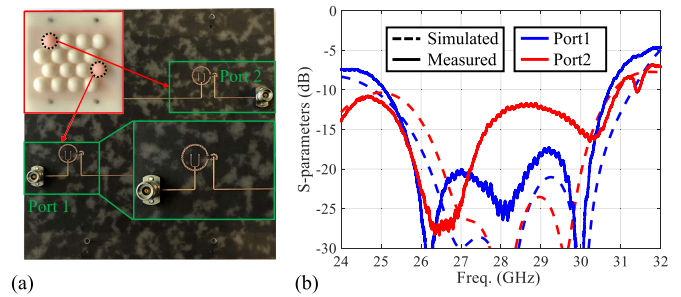 Port 2
Port 1
(a)
S-parameters (dB)
0
-5
-10
-15
-20
-25
-30
Simulated
Measured
Port1
Port2
24 25 26 27 28 29 30 31 32
Freq. (GHz)
(b)